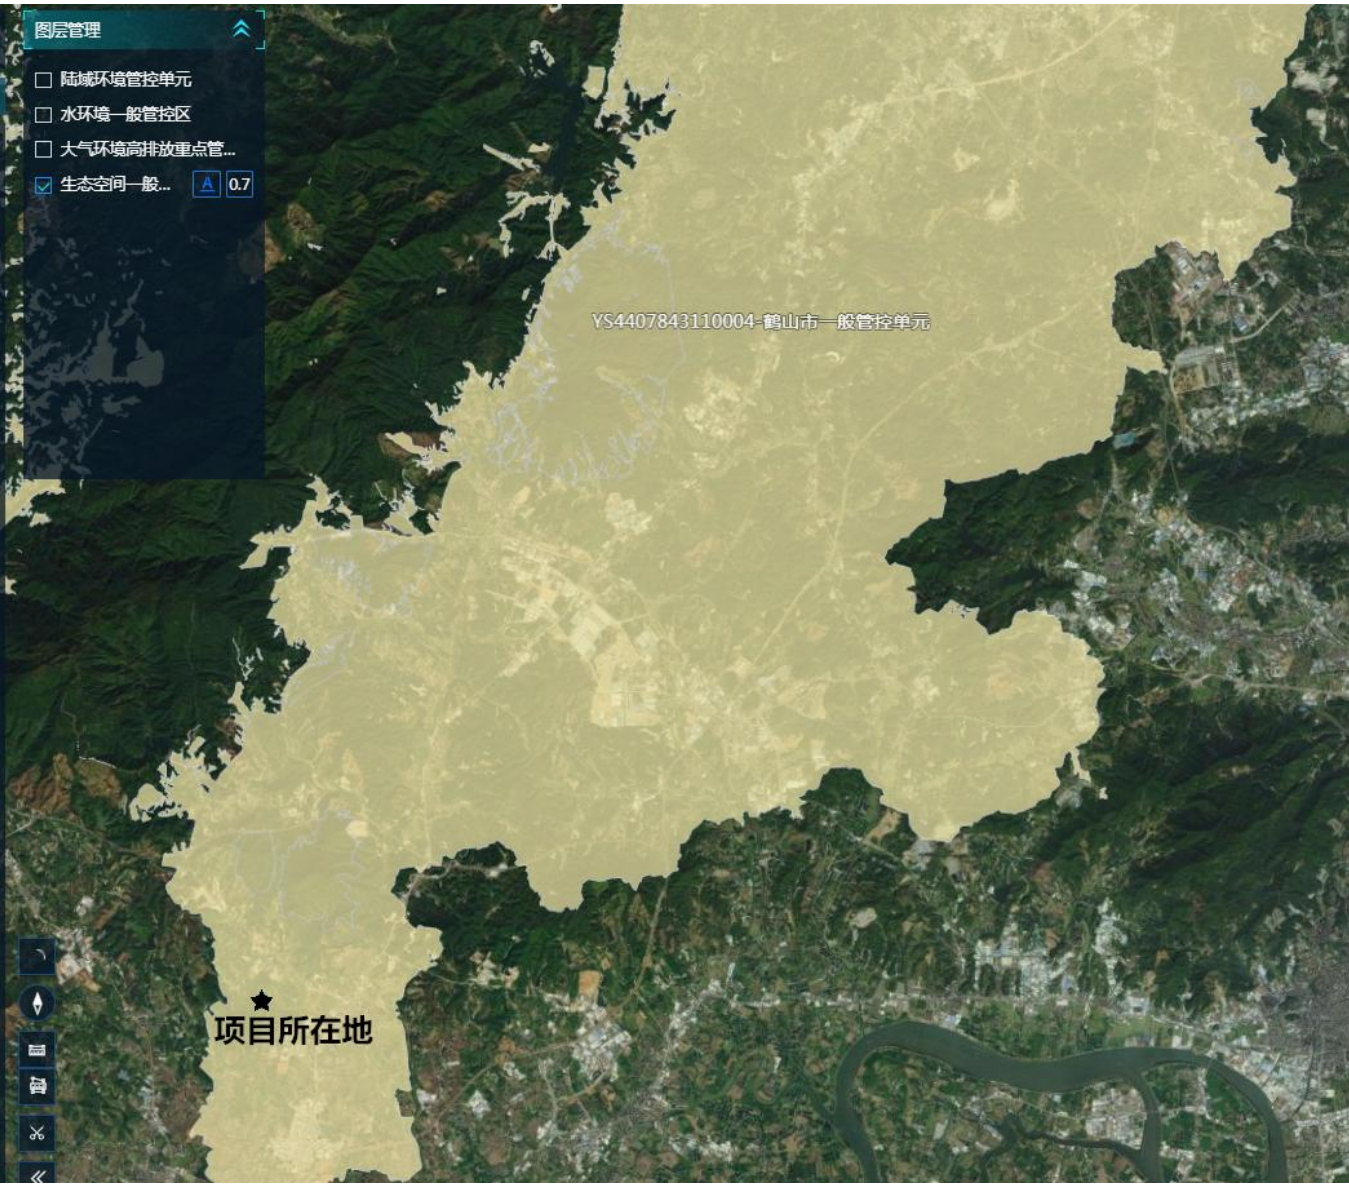 图层管理
陆域环境管控单元
水环境一般管控区
大气环境高排放重点管...
生态空间一般... A 0.7
YS4407843110004-鹤山市一般管控单元
项目所在地